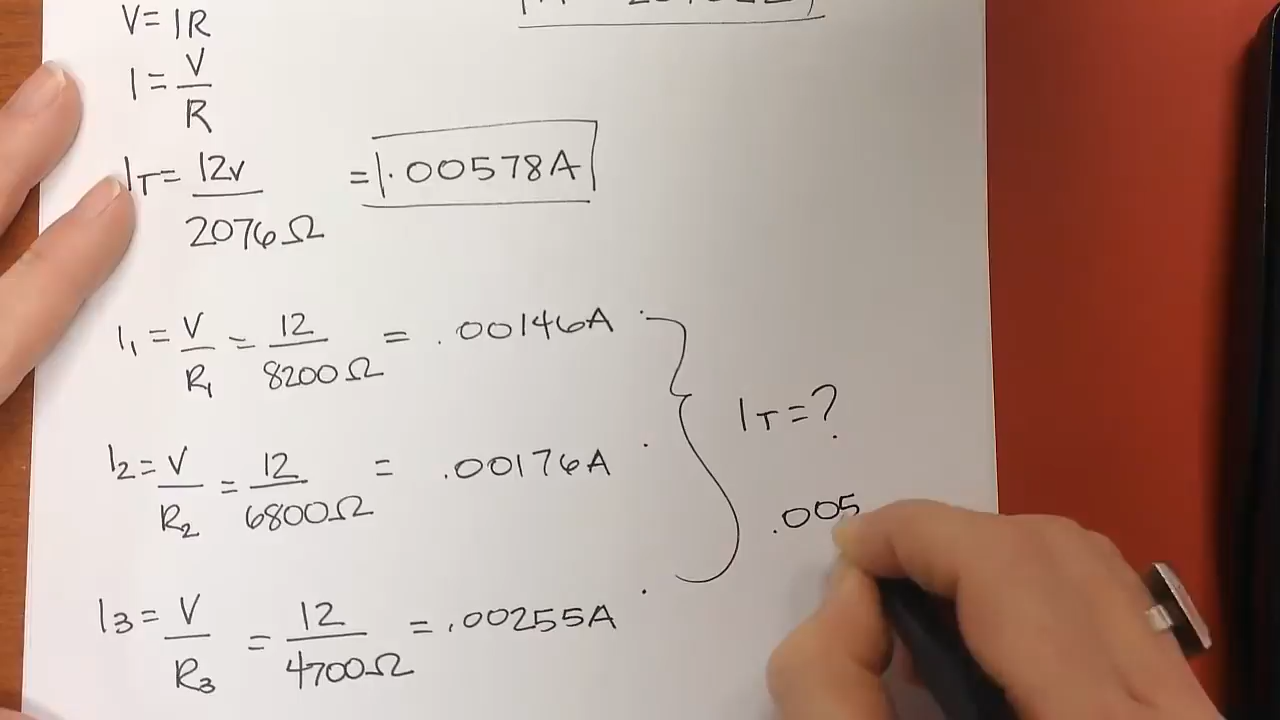 V=IR
I=V/R
IT=12v/2076Ω =.00578A
I1=V/R1=12/8200Ω = .00146A
IT=?
I2=V/R2=12/6800Ω = .00176A
.005
I3=V/R3=12/4700Ω =.00255A